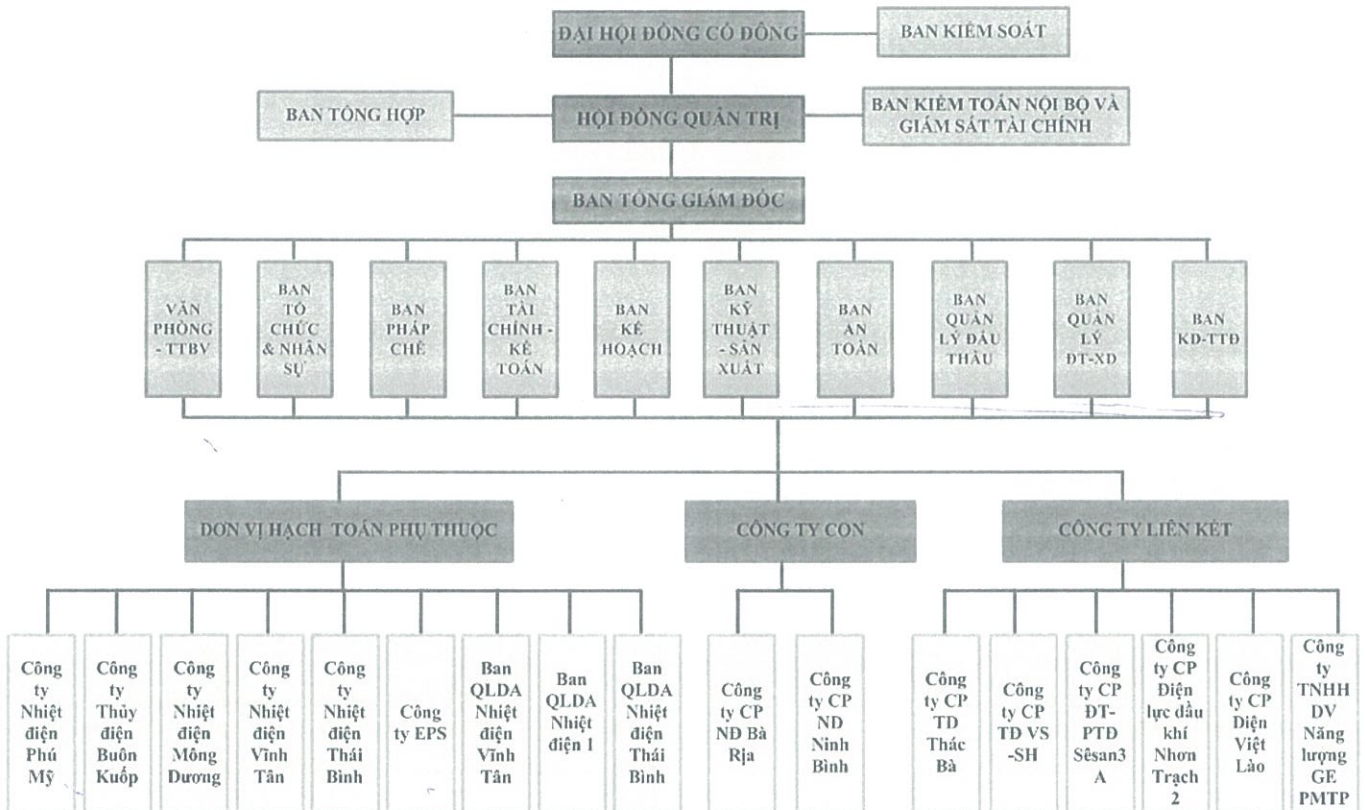 ĐẠI HỘI ĐỒNG CỔ ĐÔNG
BAN KIỂM SOÁT
BAN TỔNG HỢP
HỘI ĐỒNG QUẢN TRỊ
BAN KIỂM TOÁN NỘI BỘ VÀ
GIÁM SÁT TÀI CHÍNH
BAN TỔNG GIÁM ĐỐC
VĂN
PHÒNG
- TTBV
BAN
TỔ
CHỨC
& NHÂN
SỰ
BAN
PHÁP
CHẾ
BAN
TÀI
CHÍNH -
KẾ
TOÁN
BAN
KẾ
HOẠCH
BAN
KỸ
THUẬT
- SẢN
XUẤT
BAN
AN
TOÀN
BAN
QUẢN
LÝ ĐẤU
THẦU
BAN
QUẢN
LÝ
ĐT-XD
BAN
KD-TTĐ
ĐƠN VỊ HẠCH TOÁN PHỤ THUỘC
CÔNG TY CON
CÔNG TY LIÊN KẾT
Công
ty
Nhiệt
điện
Phú
Mỹ
Công
ty
Thủy
điện
Buôn
Kuốp
Công
ty
Nhiệt
điện
Mông
Dương
Công
ty
Nhiệt
điện
Vĩnh
Tân
Công
ty
Nhiệt
điện
Thái
Bình
Công
ty EPS
Ban
QLDA
Nhiệt
điện
Vĩnh
Tân
Ban
QLDA
Nhiệt
điện 1
Ban
QLDA
Nhiệt
điện
Thái
Bình
Công
ty CP
NĐ Bà
Rịa
Công
ty CP
NĐ
Ninh
Bình
Công
ty CP
TĐ
Thác
Bà
Công
ty CP
TĐ VS
-SH
Công
ty CP
ĐT-
PTĐ
Sêsan3
A
Công
ty CP
Điện
lực dầu
khí
Nhơn
Trạch
2
Công
ty CP
Điện
Việt
Lào
Công
ty
TNHH
DV
Năng
lượng
GE
PMTP